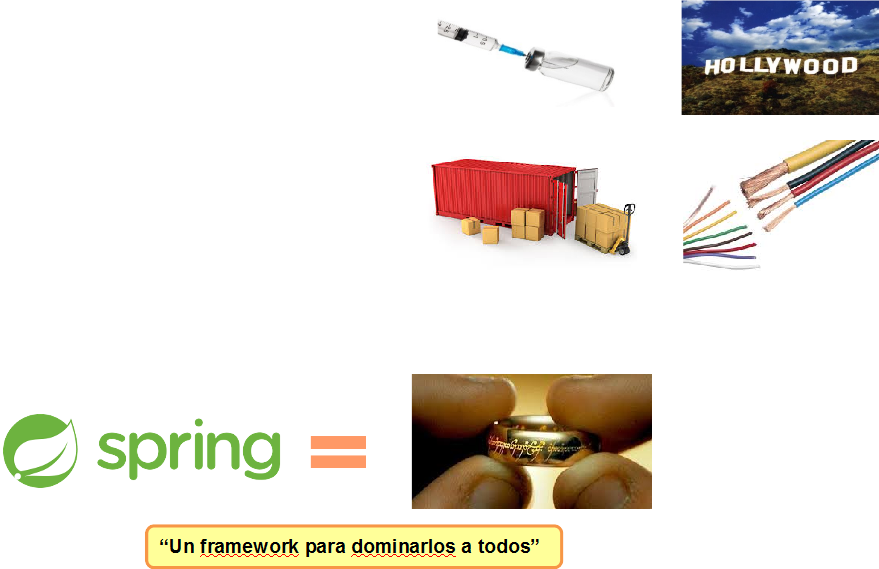 HOLLYWOOD
spring
“Un framework para dominarlos a todos”